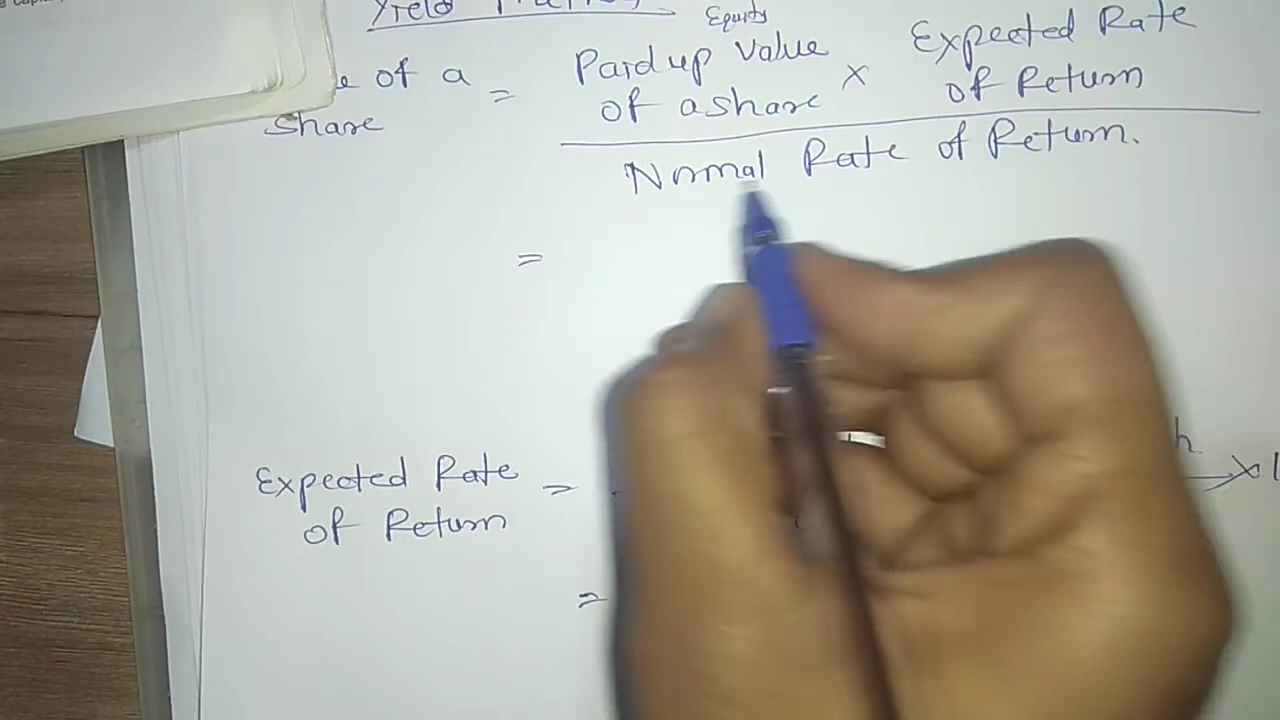 Yield
Equity
e of a = Paid up value × Expected Rate
Share of a share of Return
Normal Rate of Return.
=
Expected Rate =
of Return
h
×1
=